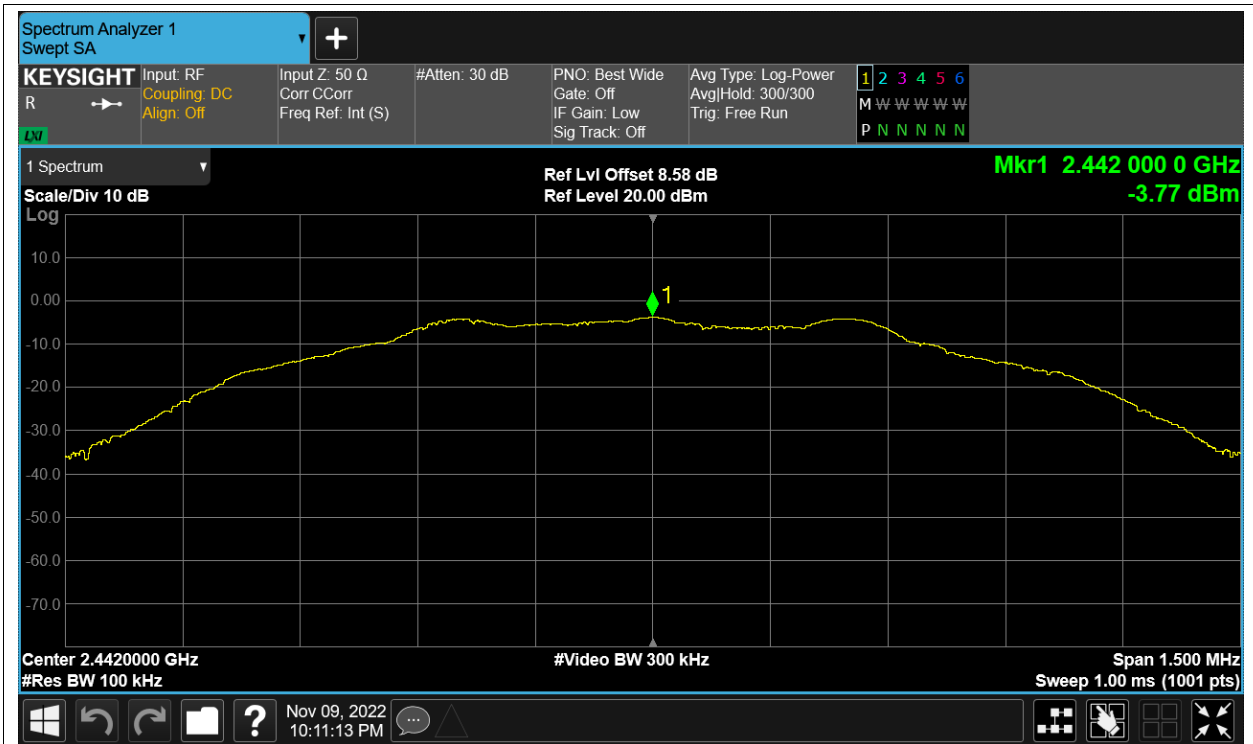 Spectrum Analyzer 1
Swept SA
KEYSIGHT
R
LXI
Input: RF
Coupling: DC
Align: Off
Input Z: 50 Ω
Corr CCorr
Freq Ref: Int (S)
#Atten: 30 dB
PNO: Best Wide
Gate: Off
IF Gain: Low
Sig Track: Off
Avg Type: Log-Power
Avg|Hold: 300/300
Trig: Free Run
1 2 3 4 5 6
M W W W W W
P N N N N N
1 Spectrum
Scale/Div 10 dB
Ref Lvl Offset 8.58 dB
Ref Level 20.00 dBm
Mkr1 2.442 000 0 GHz
-3.77 dBm
Log
10.0
0.00
1
-10.0
-20.0
-30.0
-40.0
-50.0
-60.0
-70.0
Center 2.4420000 GHz
#Video BW 300 kHz
Span 1.500 MHz
#Res BW 100 kHz
Sweep 1.00 ms (1001 pts)
?
Nov 09, 2022
10:11:13 PM